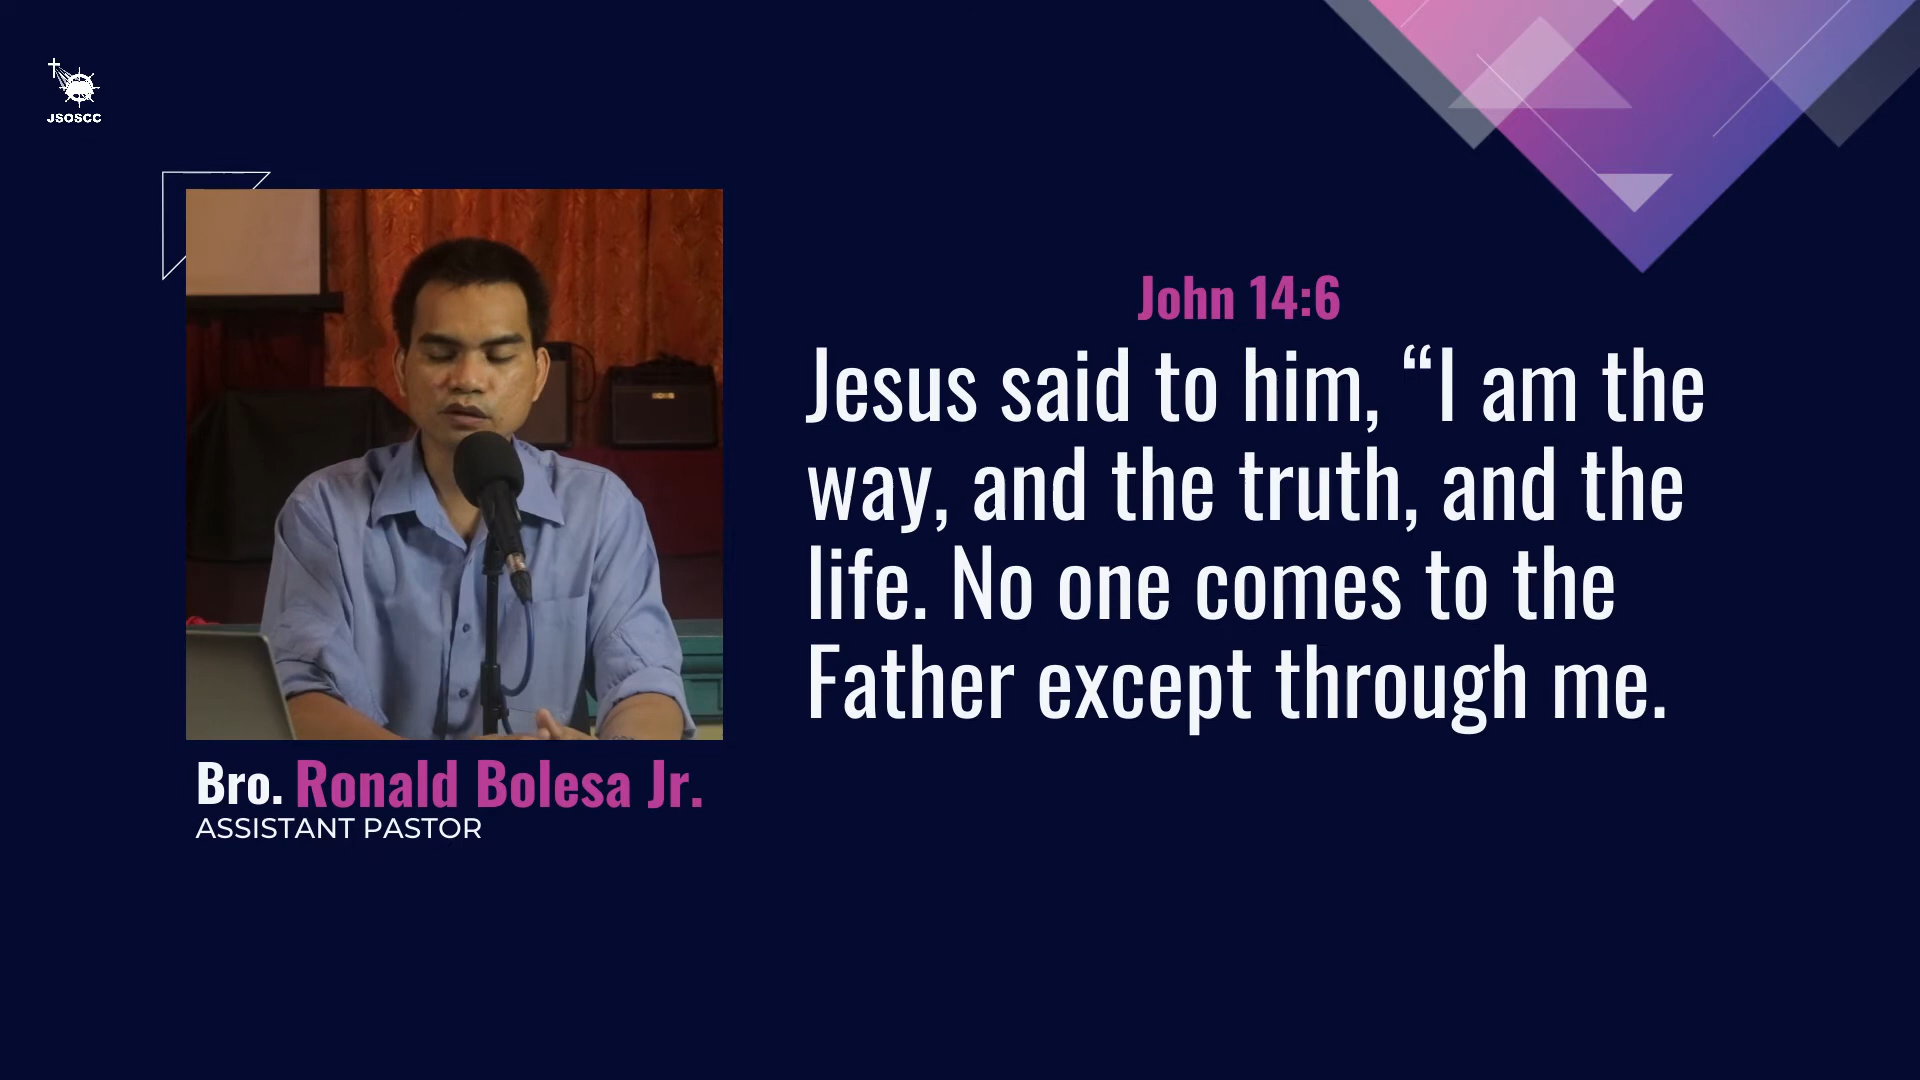 JSOSCC
John 14:6
Jesus said to him, “I am the
way, and the truth, and the
life. No one comes to the
Father except through me.
Bro. Ronald Bolesa Jr.
ASSISTANT PASTOR